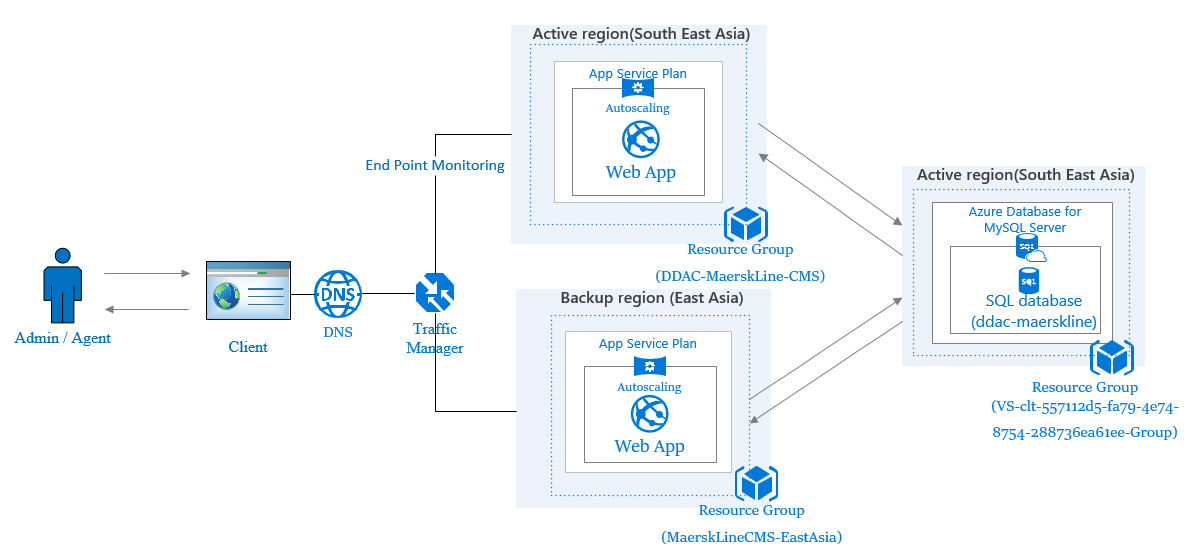 Active region(South East Asia)
App Service Plan
Autoscaling
Web App
End Point Monitoring
Resource Group
(DDAC-MaerskLine-CMS)
Active region(South East Asia)
Azure Database for
MySQL Server
SQL
SQL
SQL database
(ddac-maerskline)
Resource Group
(VS-clt-557112d5-fa79-4e74-
8754-288736ea61ee-Group)
Admin / Agent
Client
DNS
DNS
Traffic
Manager
Backup region (East Asia)
App Service Plan
Autoscaling
Web App
Resource Group
(MaerskLineCMS-EastAsia)